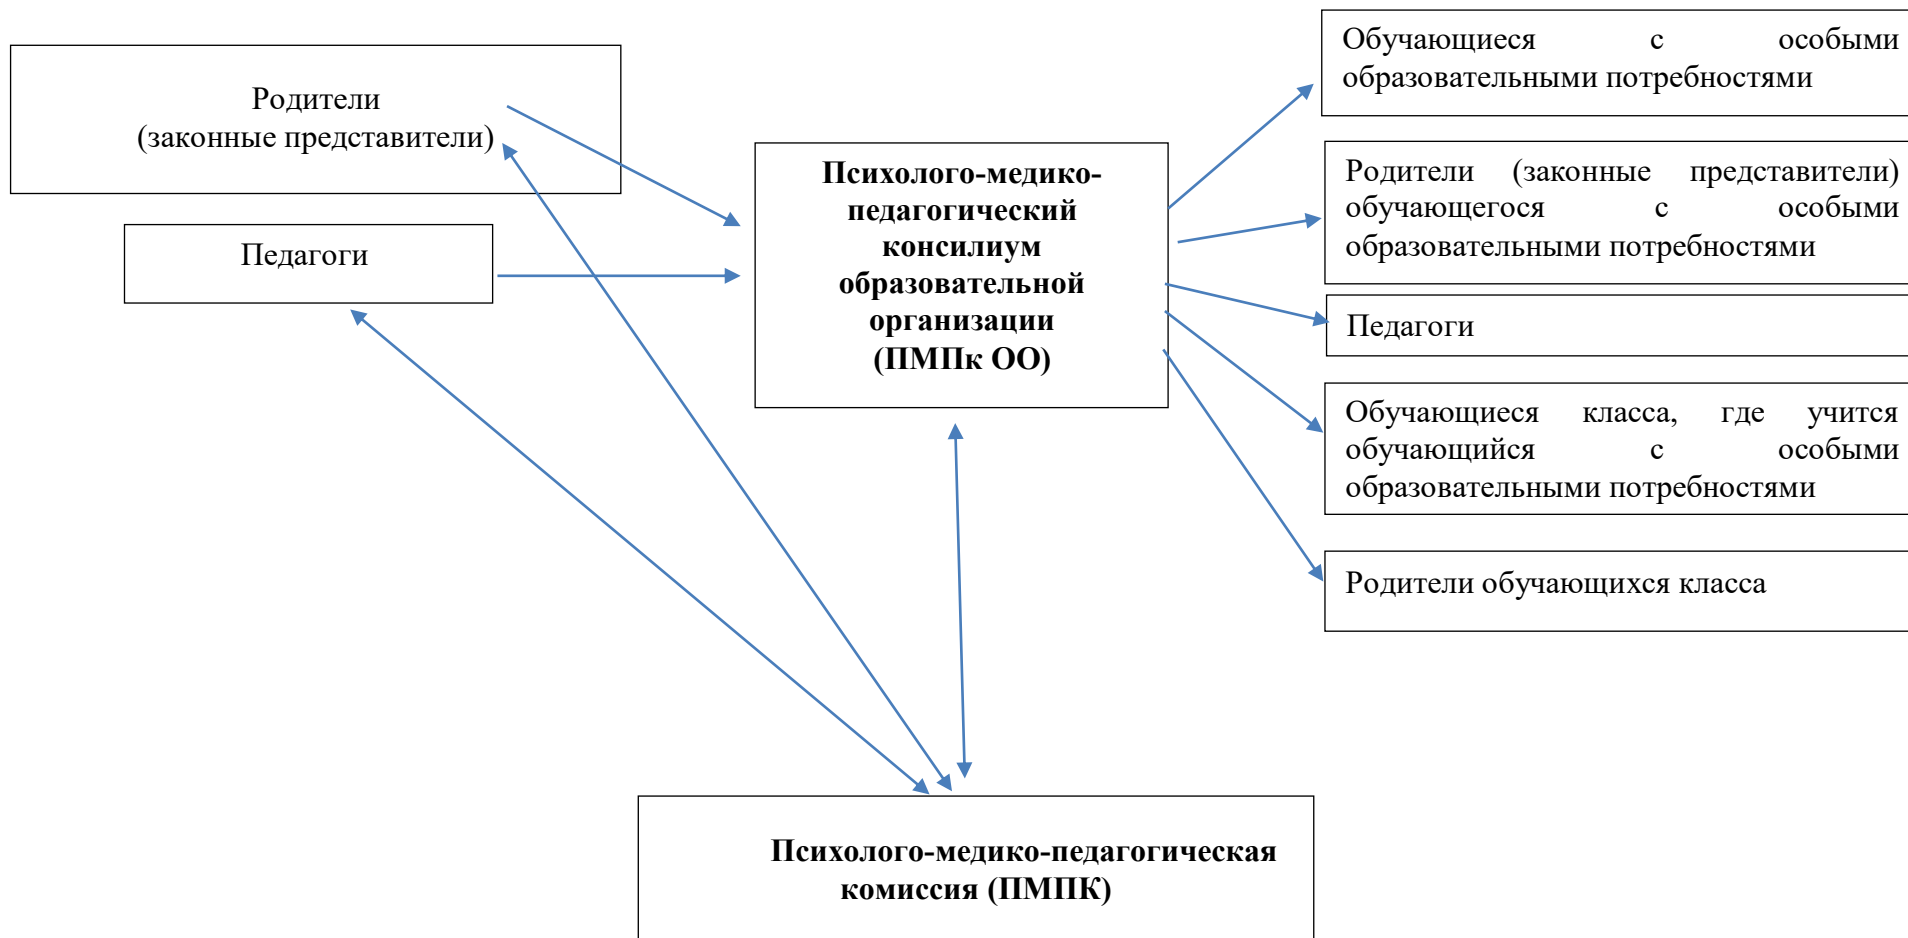 Родители
(законные представители)
Педагоги
Психолого-медико-
педагогический
консилиум
образовательной
организации
(ПМПк ОО)
Обучающиеся с особыми
образовательными потребностями
Родители (законные представители)
обучающегося с особыми
образовательными потребностями
Педагоги
Обучающиеся класса, где учится
обучающийся с особыми
образовательными потребностями
Родители обучающихся класса
Психолого-медико-педагогическая
комиссия (ПМПК)